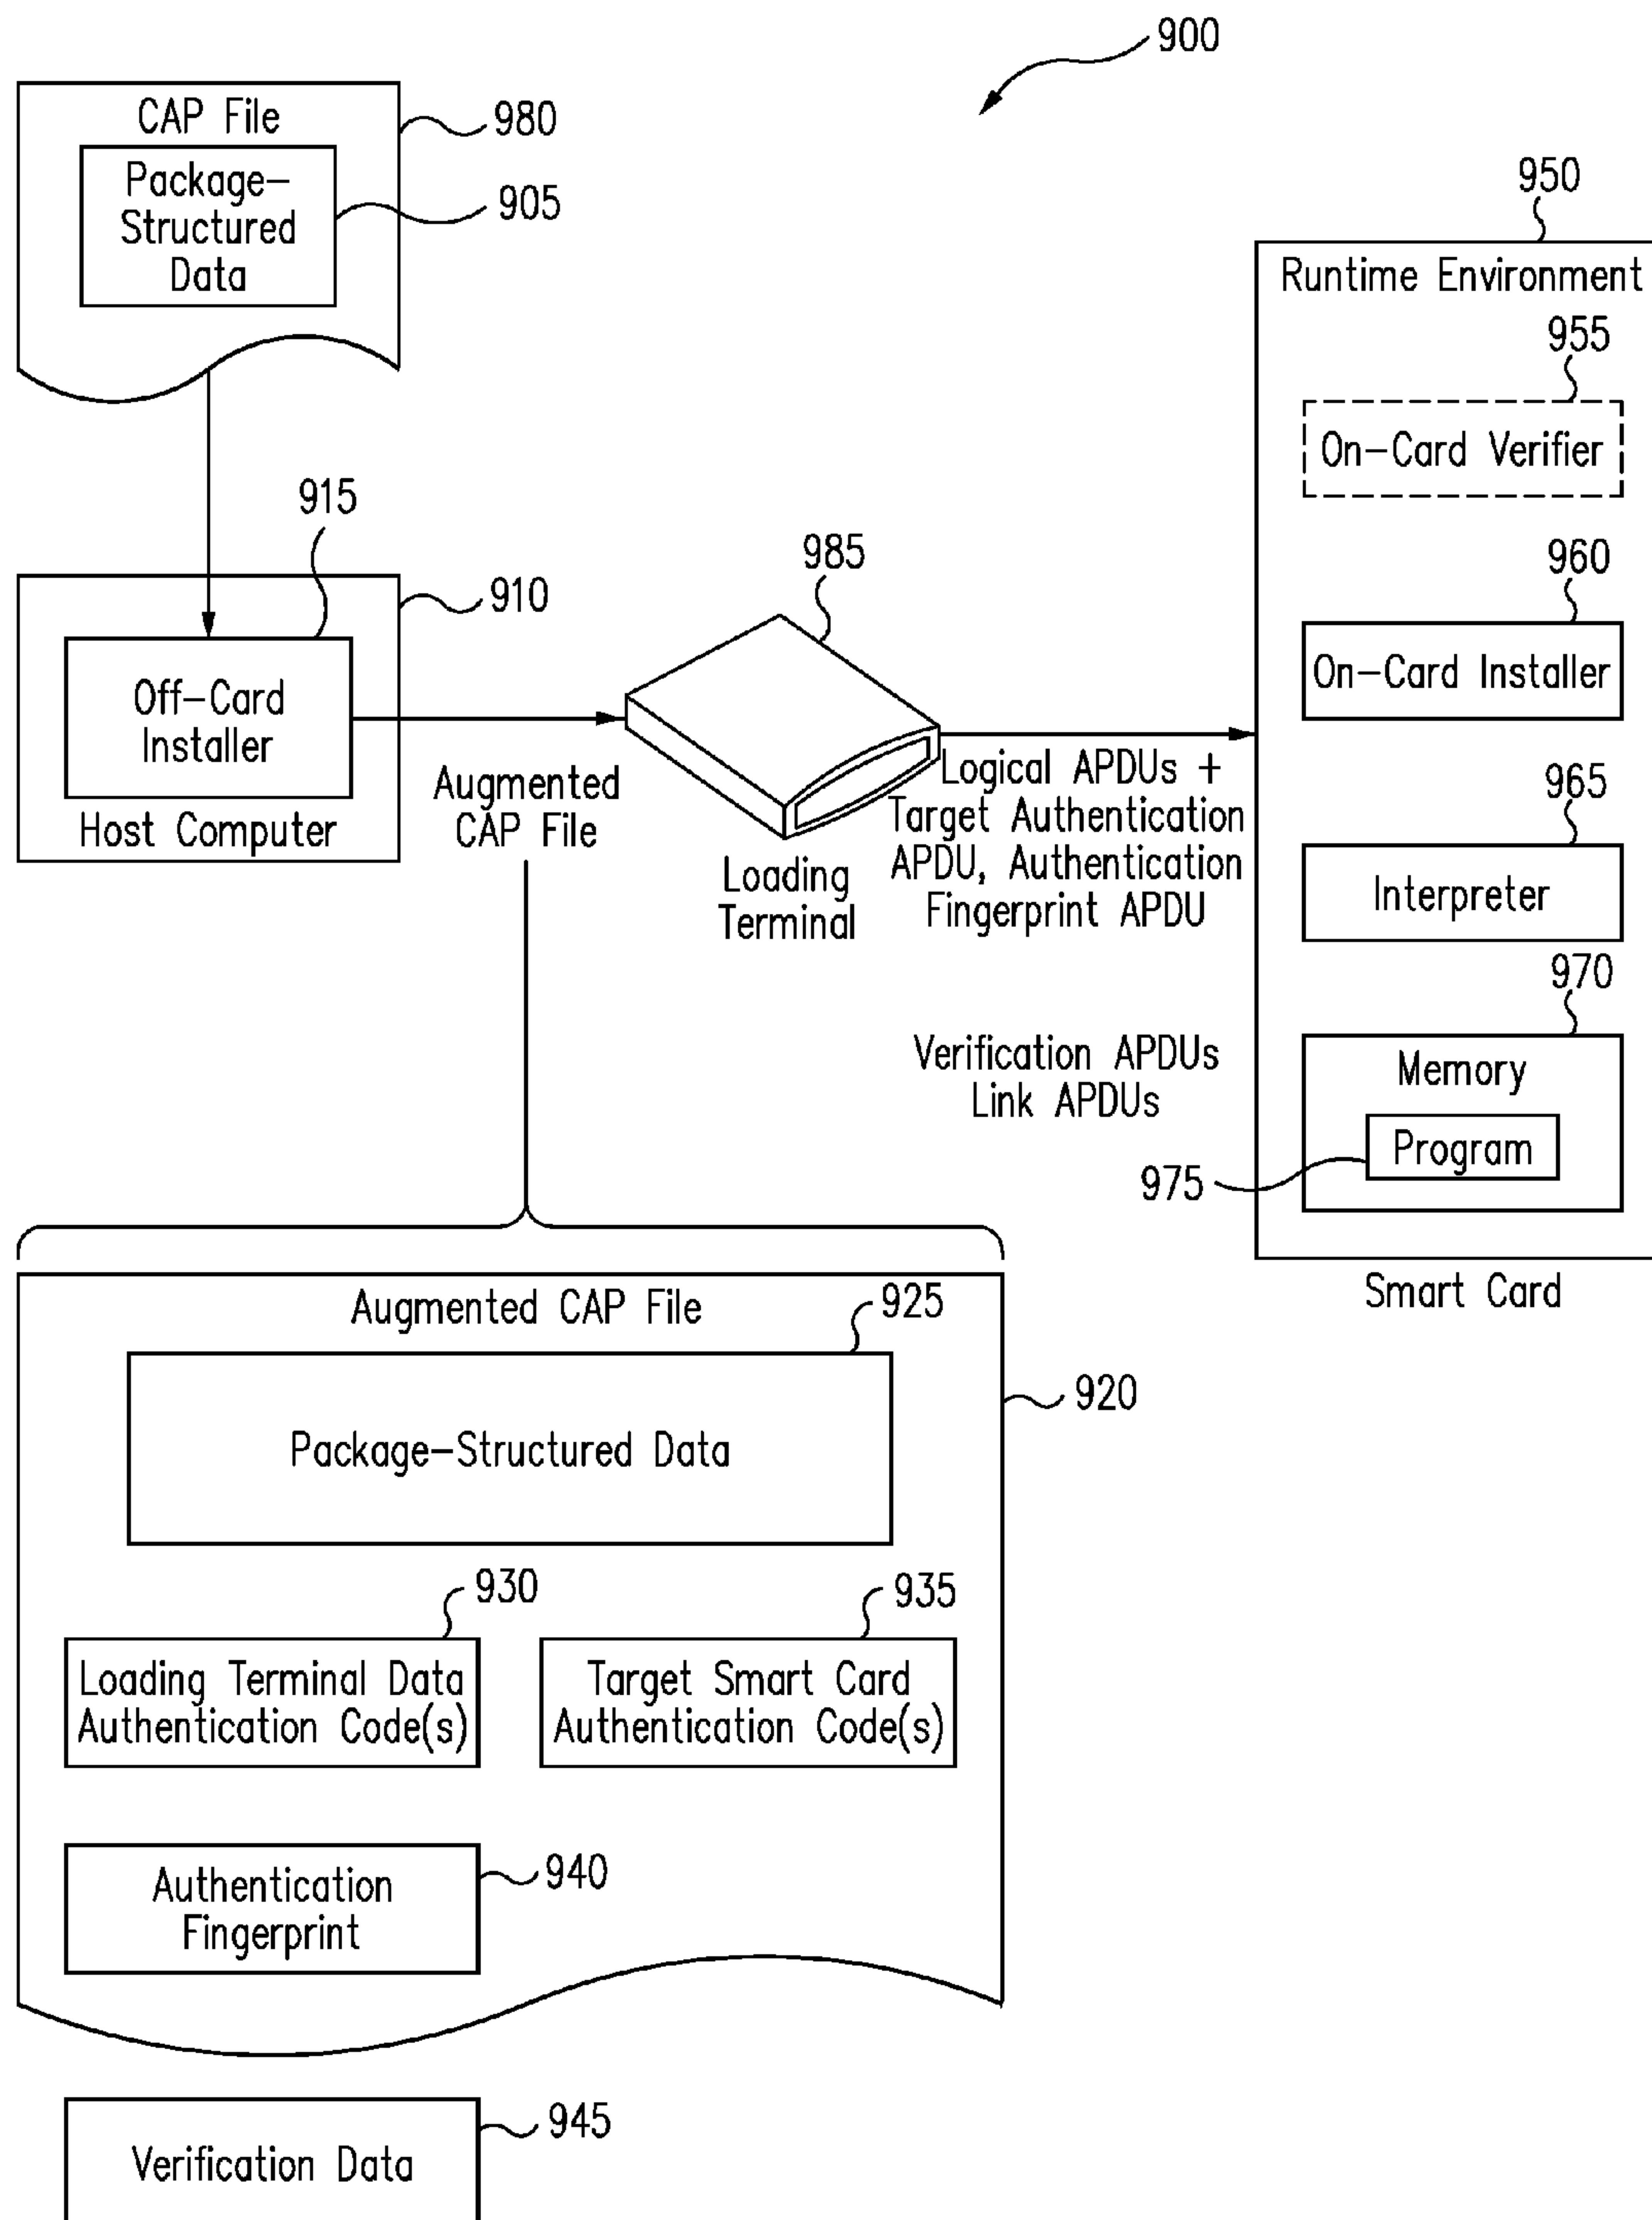 900
CAP File
980
Package-
Structured
Data
905
950
Runtime Environment
955
On-Card Verifier
915
910
Off-Card
Installer
Host Computer
985
Augmented
CAP File
Loading
Terminal
Logical APDUs +
Target Authentication
APDU, Authentication
Fingerprint APDU
960
On-Card Installer
965
Interpreter
970
Memory
Program
975
Verification APDUs
Link APDUs
Smart Card
Augmented CAP File
925
Package-Structured Data
920
930
Loading Terminal Data
Authentication Code(s)
935
Target Smart Card
Authentication Code(s)
Authentication
Fingerprint
940
Verification Data
945